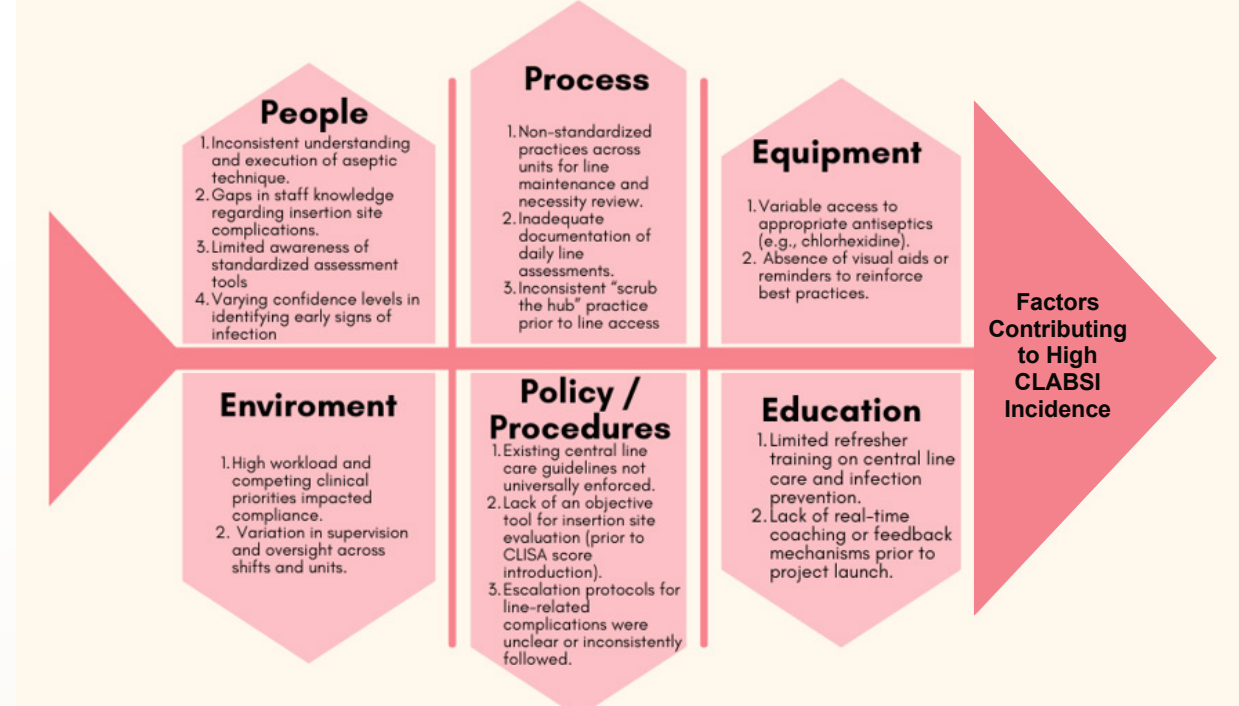 People
1. Inconsistent understanding
and execution of aseptic
technique.
2. Gaps in staff knowledge
regarding insertion site
complications.
3. Limited awareness of
standardized assessment
tools
4. Varying confidence levels in
identifying early signs of
infection
Process
1. Non-standardized
practices across
units for line
maintenance and
necessity review.
2. Inadequate
documentation of
daily line
assessments.
3. Inconsistent “scrub
the hub” practice
prior to line access
Equipment
1. Variable access to
appropriate antiseptics
(e.g., chlorhexidine).
2. Absence of visual aids or
reminders to reinforce
best practices.
Factors
Contributing
to High
CLABSI
Incidence
Enviroment
1. High workload and
competing clinical
priorities impacted
compliance.
2. Variation in supervision
and oversight across
shifts and units.
Policy /
Procedures
1. Existing central line
care guidelines not
universally enforced.
2. Lack of an objective
tool for insertion site
evaluation (prior to
CLISA score
introduction).
3. Escalation protocols for
line-related
complications were
unclear or inconsistently
followed.
Education
1. Limited refresher
training on central line
care and infection
prevention.
2. Lack of real-time
coaching or feedback
mechanisms prior to
project launch.